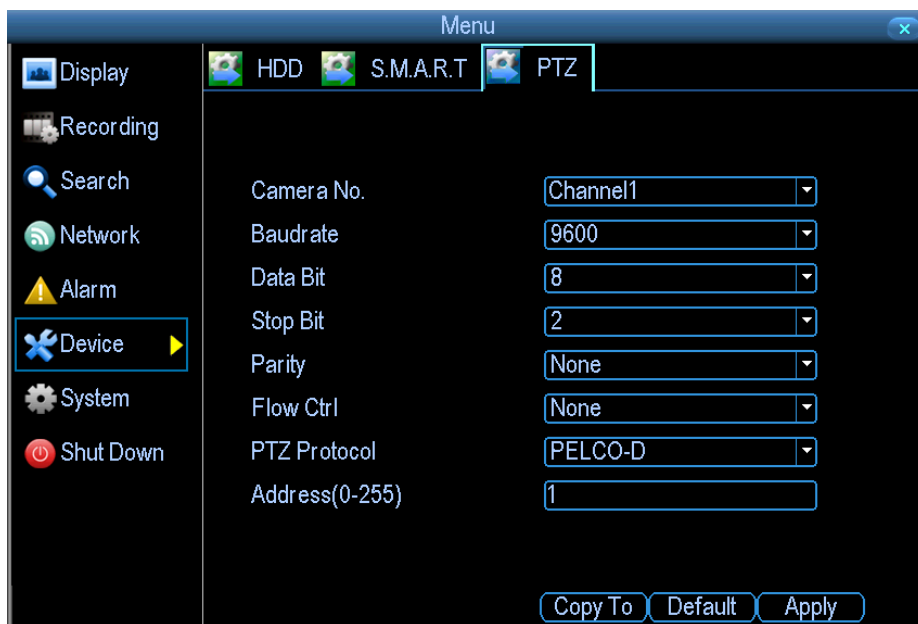 Menu
Display
Recording
Search
Network
Alarm
Device
System
Shut Down
HDD S.M.A.R.T PTZ
Camera No. Channel1
Baudrate 9600
Data Bit 8
Stop Bit 2
Parity None
Flow Ctrl None
PTZ Protocol PELCO-D
Address(0-255) 1
Copy To Default Apply